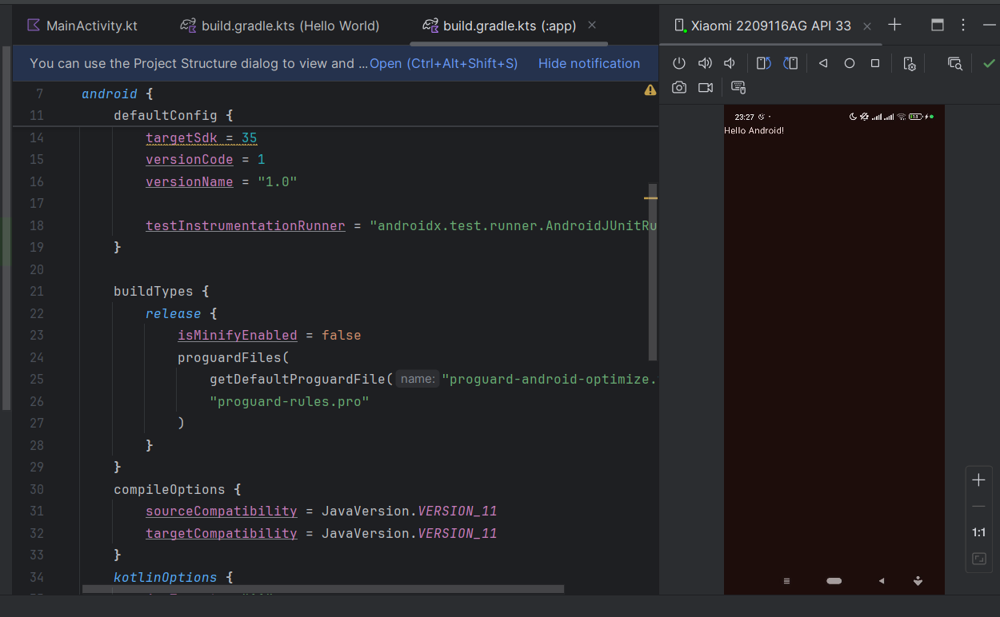 MainActivity.kt
build.gradle.kts (Hello World)
build.gradle.kts (:app)
Xiaomi 2209116AG API 33
You can use the Project Structure dialog to view and ...Open (Ctrl+Alt+Shift+S)
Hide notification
7 android {
11 defaultConfig {
14 targetSdk = 35
15 versionCode = 1
16 versionName = "1.0"
17
18 testInstrumentationRunner = "androidx.test.runner.AndroidJUnitRu
19 }
20
21 buildTypes {
22 release {
23 isMinifyEnabled = false
24 proguardFiles(
25 getDefaultProguardFile( name: "proguard-android-optimize.
26 "proguard-rules.pro"
27 )
28 }
29 }
30 compileOptions {
31 sourceCompatibility = JavaVersion.VERSION_11
32 targetCompatibility = JavaVersion.VERSION_11
33 }
34 kotlinOptions {
23:27
Hello Android!
1:1